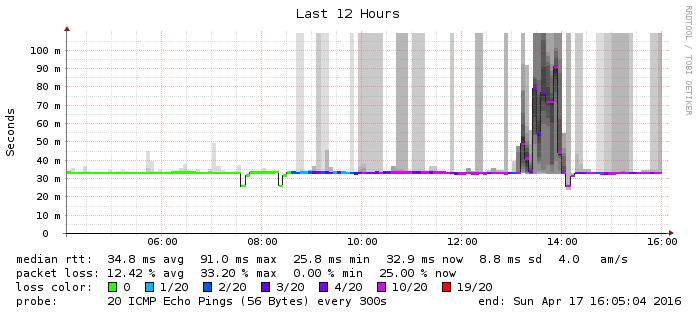 Last 12 Hours
RRDTOOL / TOBI OETIKER
Seconds
100 m
90 m
80 m
70 m
60 m
50 m
40 m
30 m
20 m
10 m
0
06:00 08:00 10:00 12:00 14:00 16:00
median rtt: 34.8 ms avg 91.0 ms max 25.8 ms min 32.9 ms now 8.8 ms sd 4.0 am/s
packet loss: 12.42 % avg 33.20 % max 0.00 % min 25.00 % now
loss color: 0 1/20 2/20 3/20 4/20 10/20 19/20
probe: 20 ICMP Echo Pings (56 Bytes) every 300s end: Sun Apr 17 16:05:04 2016